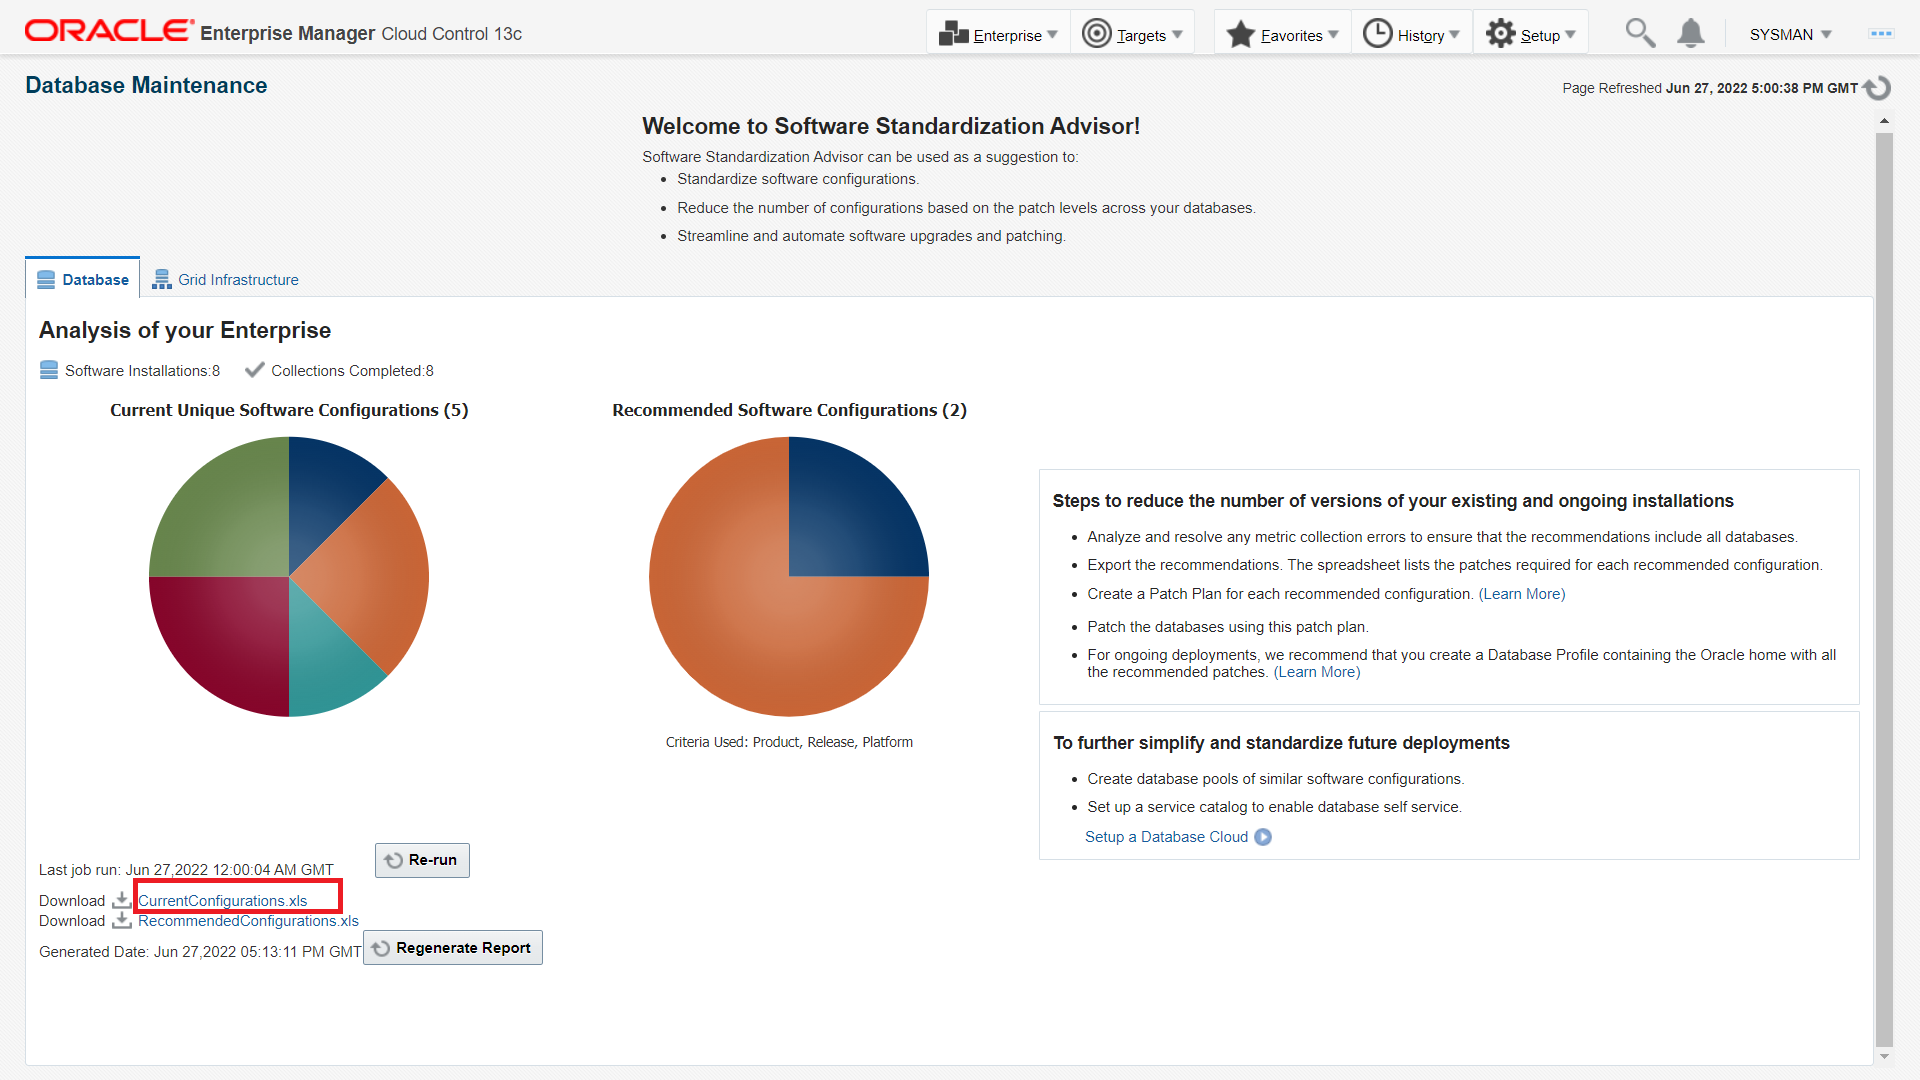 ORACLE Enterprise Manager Cloud Control 13c
Enterprise
Targets
Favorites
History
Setup
SYSMAN
Database Maintenance
Page Refreshed Jun 27, 2022 5:00:38 PM GMT
Welcome to Software Standardization Advisor!
Software Standardization Advisor can be used as a suggestion to:
• Standardize software configurations.
• Reduce the number of configurations based on the patch levels across your databases.
• Streamline and automate software upgrades and patching.
Database
Grid Infrastructure
Analysis of your Enterprise
Software Installations:8
Collections Completed:8
Current Unique Software Configurations (5)
Recommended Software Configurations (2)
Criteria Used: Product, Release, Platform
Steps to reduce the number of versions of your existing and ongoing installations
• Analyze and resolve any metric collection errors to ensure that the recommendations include all databases.
• Export the recommendations. The spreadsheet lists the patches required for each recommended configuration.
• Create a Patch Plan for each recommended configuration. (Learn More)
• Patch the databases using this patch plan.
• For ongoing deployments, we recommend that you create a Database Profile containing the Oracle home with all
the recommended patches. (Learn More)
To further simplify and standardize future deployments
• Create database pools of similar software configurations.
• Set up a service catalog to enable database self service.
Setup a Database Cloud
Last job run: Jun 27,2022 12:00:04 AM GMT
Re-run
Download CurrentConfigurations.xls
Download RecommendedConfigurations.xls
Generated Date: Jun 27,2022 05:13:11 PM GMT
Regenerate Report